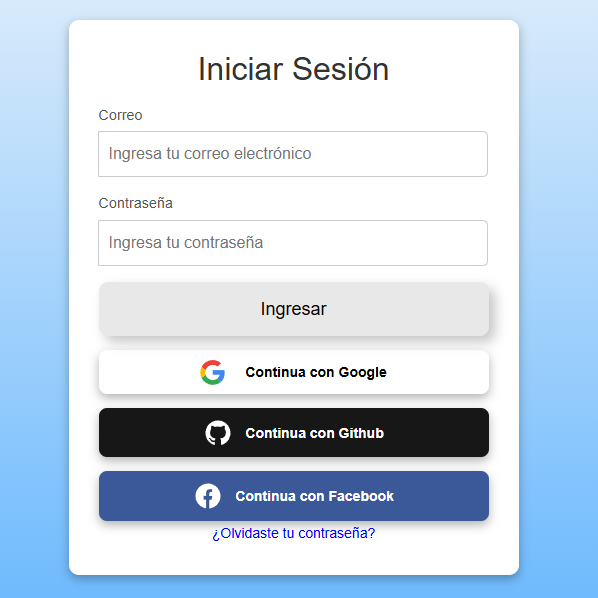 Iniciar Sesión
Correo
Ingresa tu correo electrónico
Contraseña
Ingresa tu contraseña
Ingresar
Continua con Google
Continua con Github
Continua con Facebook
¿Olvidaste tu contraseña?